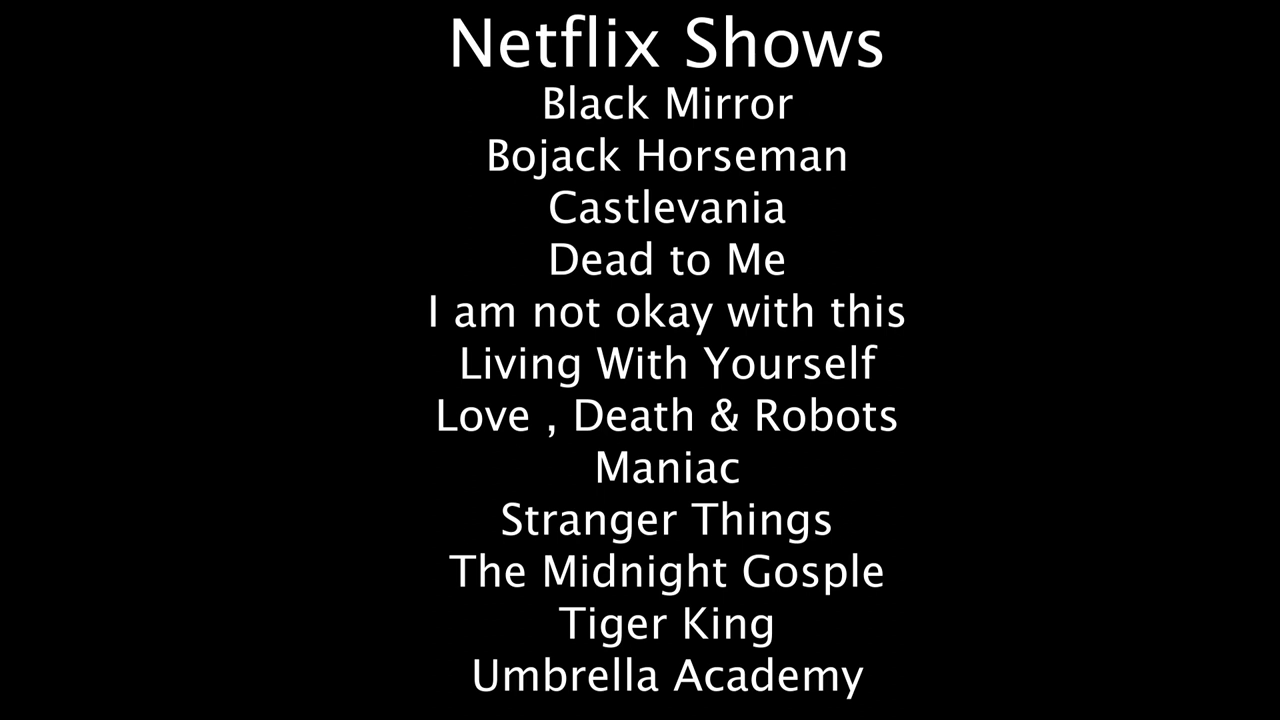 Netflix Shows
Black Mirror
Bojack Horseman
Castlevania
Dead to Me
I am not okay with this
Living With Yourself
Love , Death & Robots
Maniac
Stranger Things
The Midnight Gosple
Tiger King
Umbrella Academy